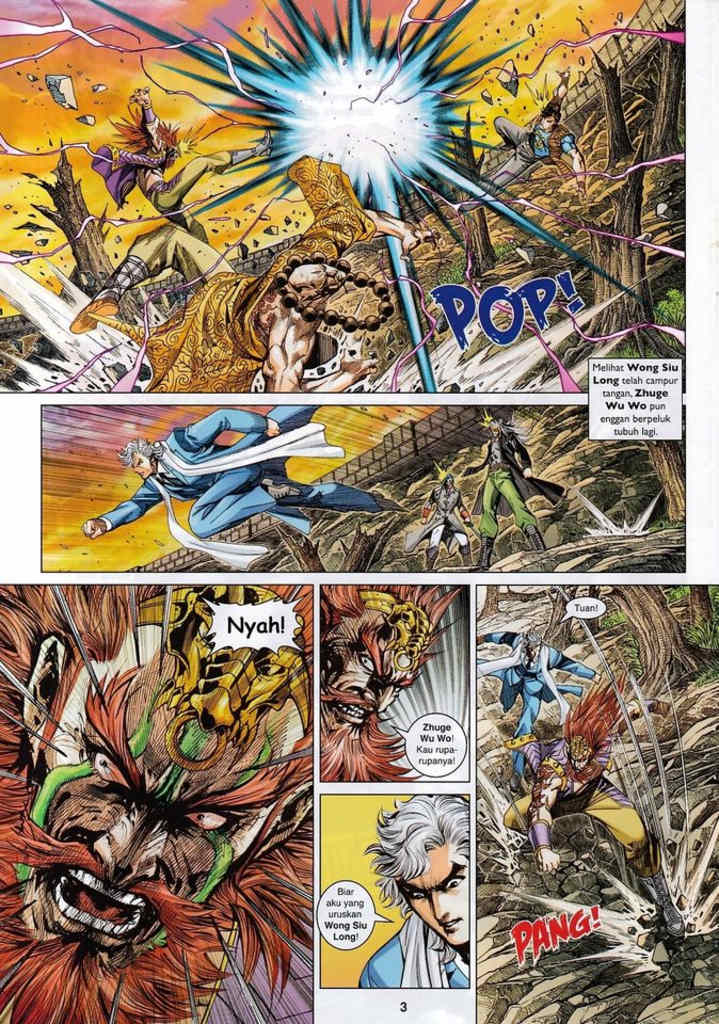 POP!
Melihat Wong Siu
Long telah campur
tangan, Zhuge
Wu Wo pun
enggan berpeluk
tubuh lagi.
Nyah!
Zhuge
Wu Wo!
Kau rupa-
rupanya!
Biar
aku yang
uruskan
Wong Siu
Long!
Tuan!
PANG!
3